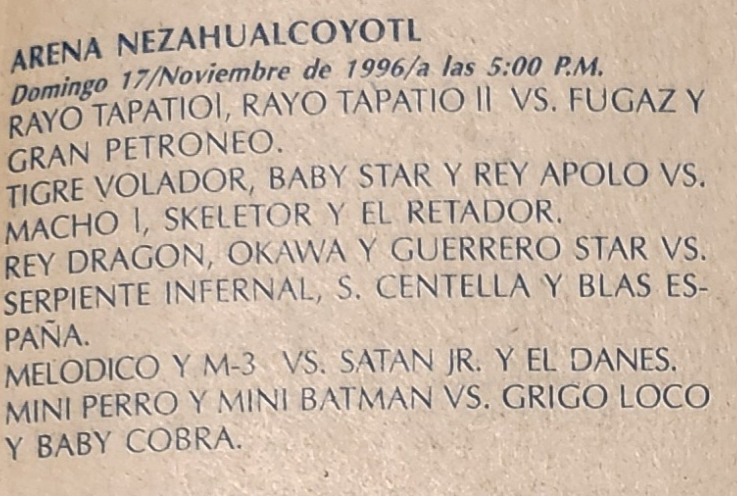 ARENA NEZAHUALCOYOTL
Domingo 17/Noviembre de 1996/a las 5:00 P.M.
RAYO TAPATIOI, RAYO TAPATIO II VS. FUGAZ Y
GRAN PETRONEO.
TIGRE VOLADOR, BABY STAR Y REY APOLO VS.
MACHO I, SKELETOR Y EL RETADOR.
REY DRAGON, OKAWA Y GUERRERO STAR VS.
SERPIENTE INFERNAL, S. CENTELLA Y BLAS ES-
PAÑA.
MELODICO Y M-3 VS. SATAN JR. Y EL DANES.
MINI PERRO Y MINI BATMAN VS. GRIGO LOCO
Y BABY COBRA.